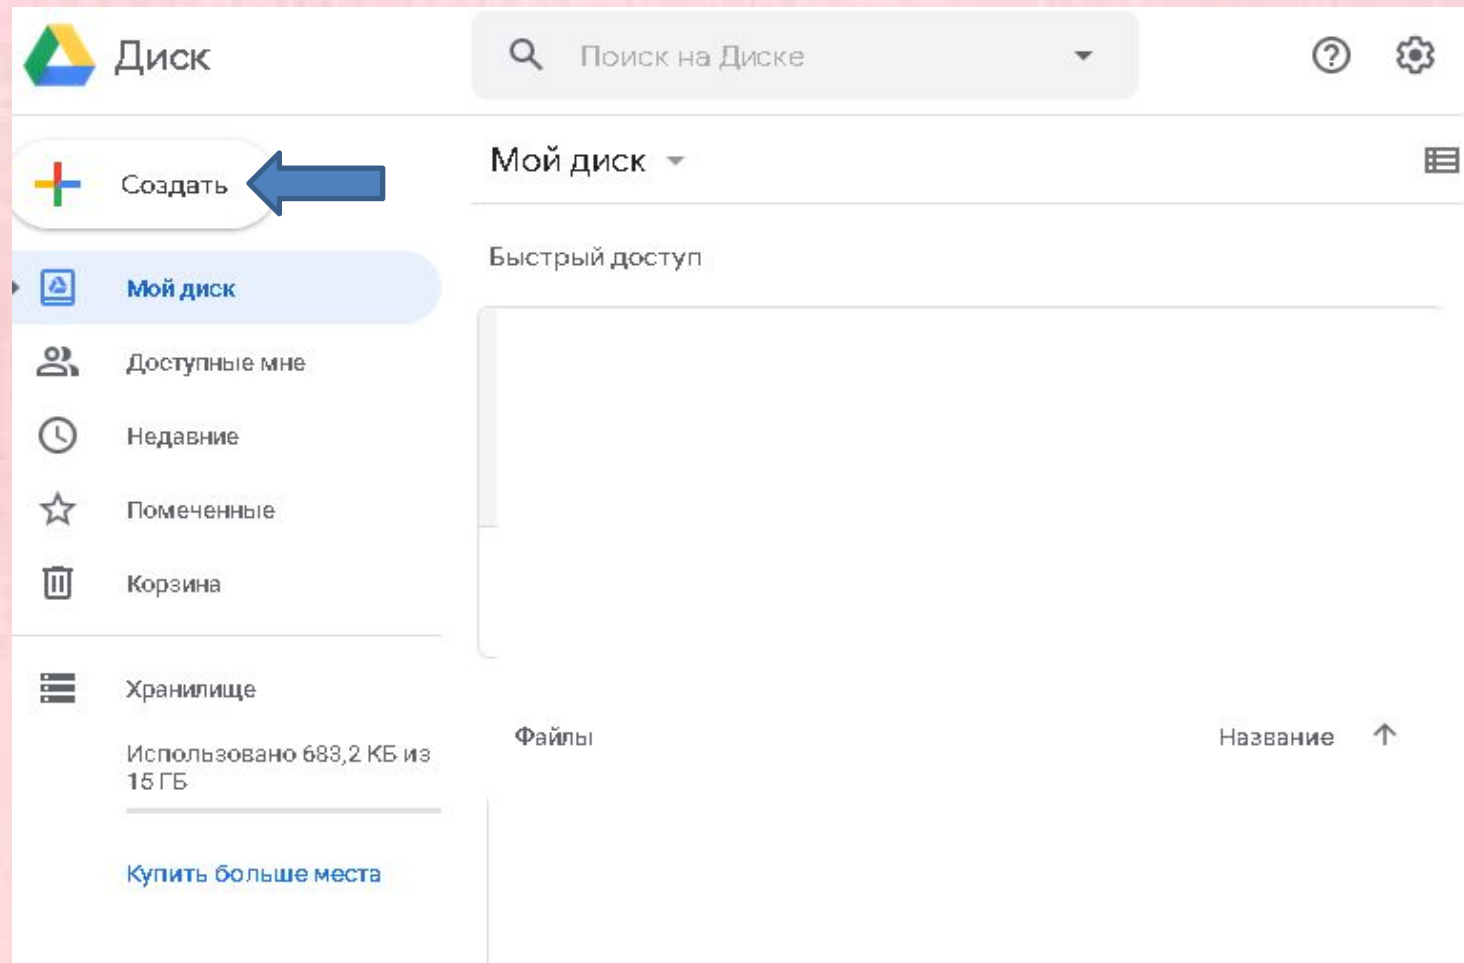 Диск
Поиск на Диске
Создать
Мой диск
Доступные мне
Недавние
Помеченные
Корзина
Хранилище
Использовано 683,2 КБ из
15 ГБ
Купить больше места
Мой диск
Быстрый доступ
Файлы
Название